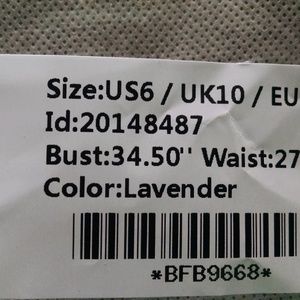 Size:US6 / UK10 / EU
Id:20148487
Bust:34.50'' Waist:27
Color:Lavender
*BFB9668*